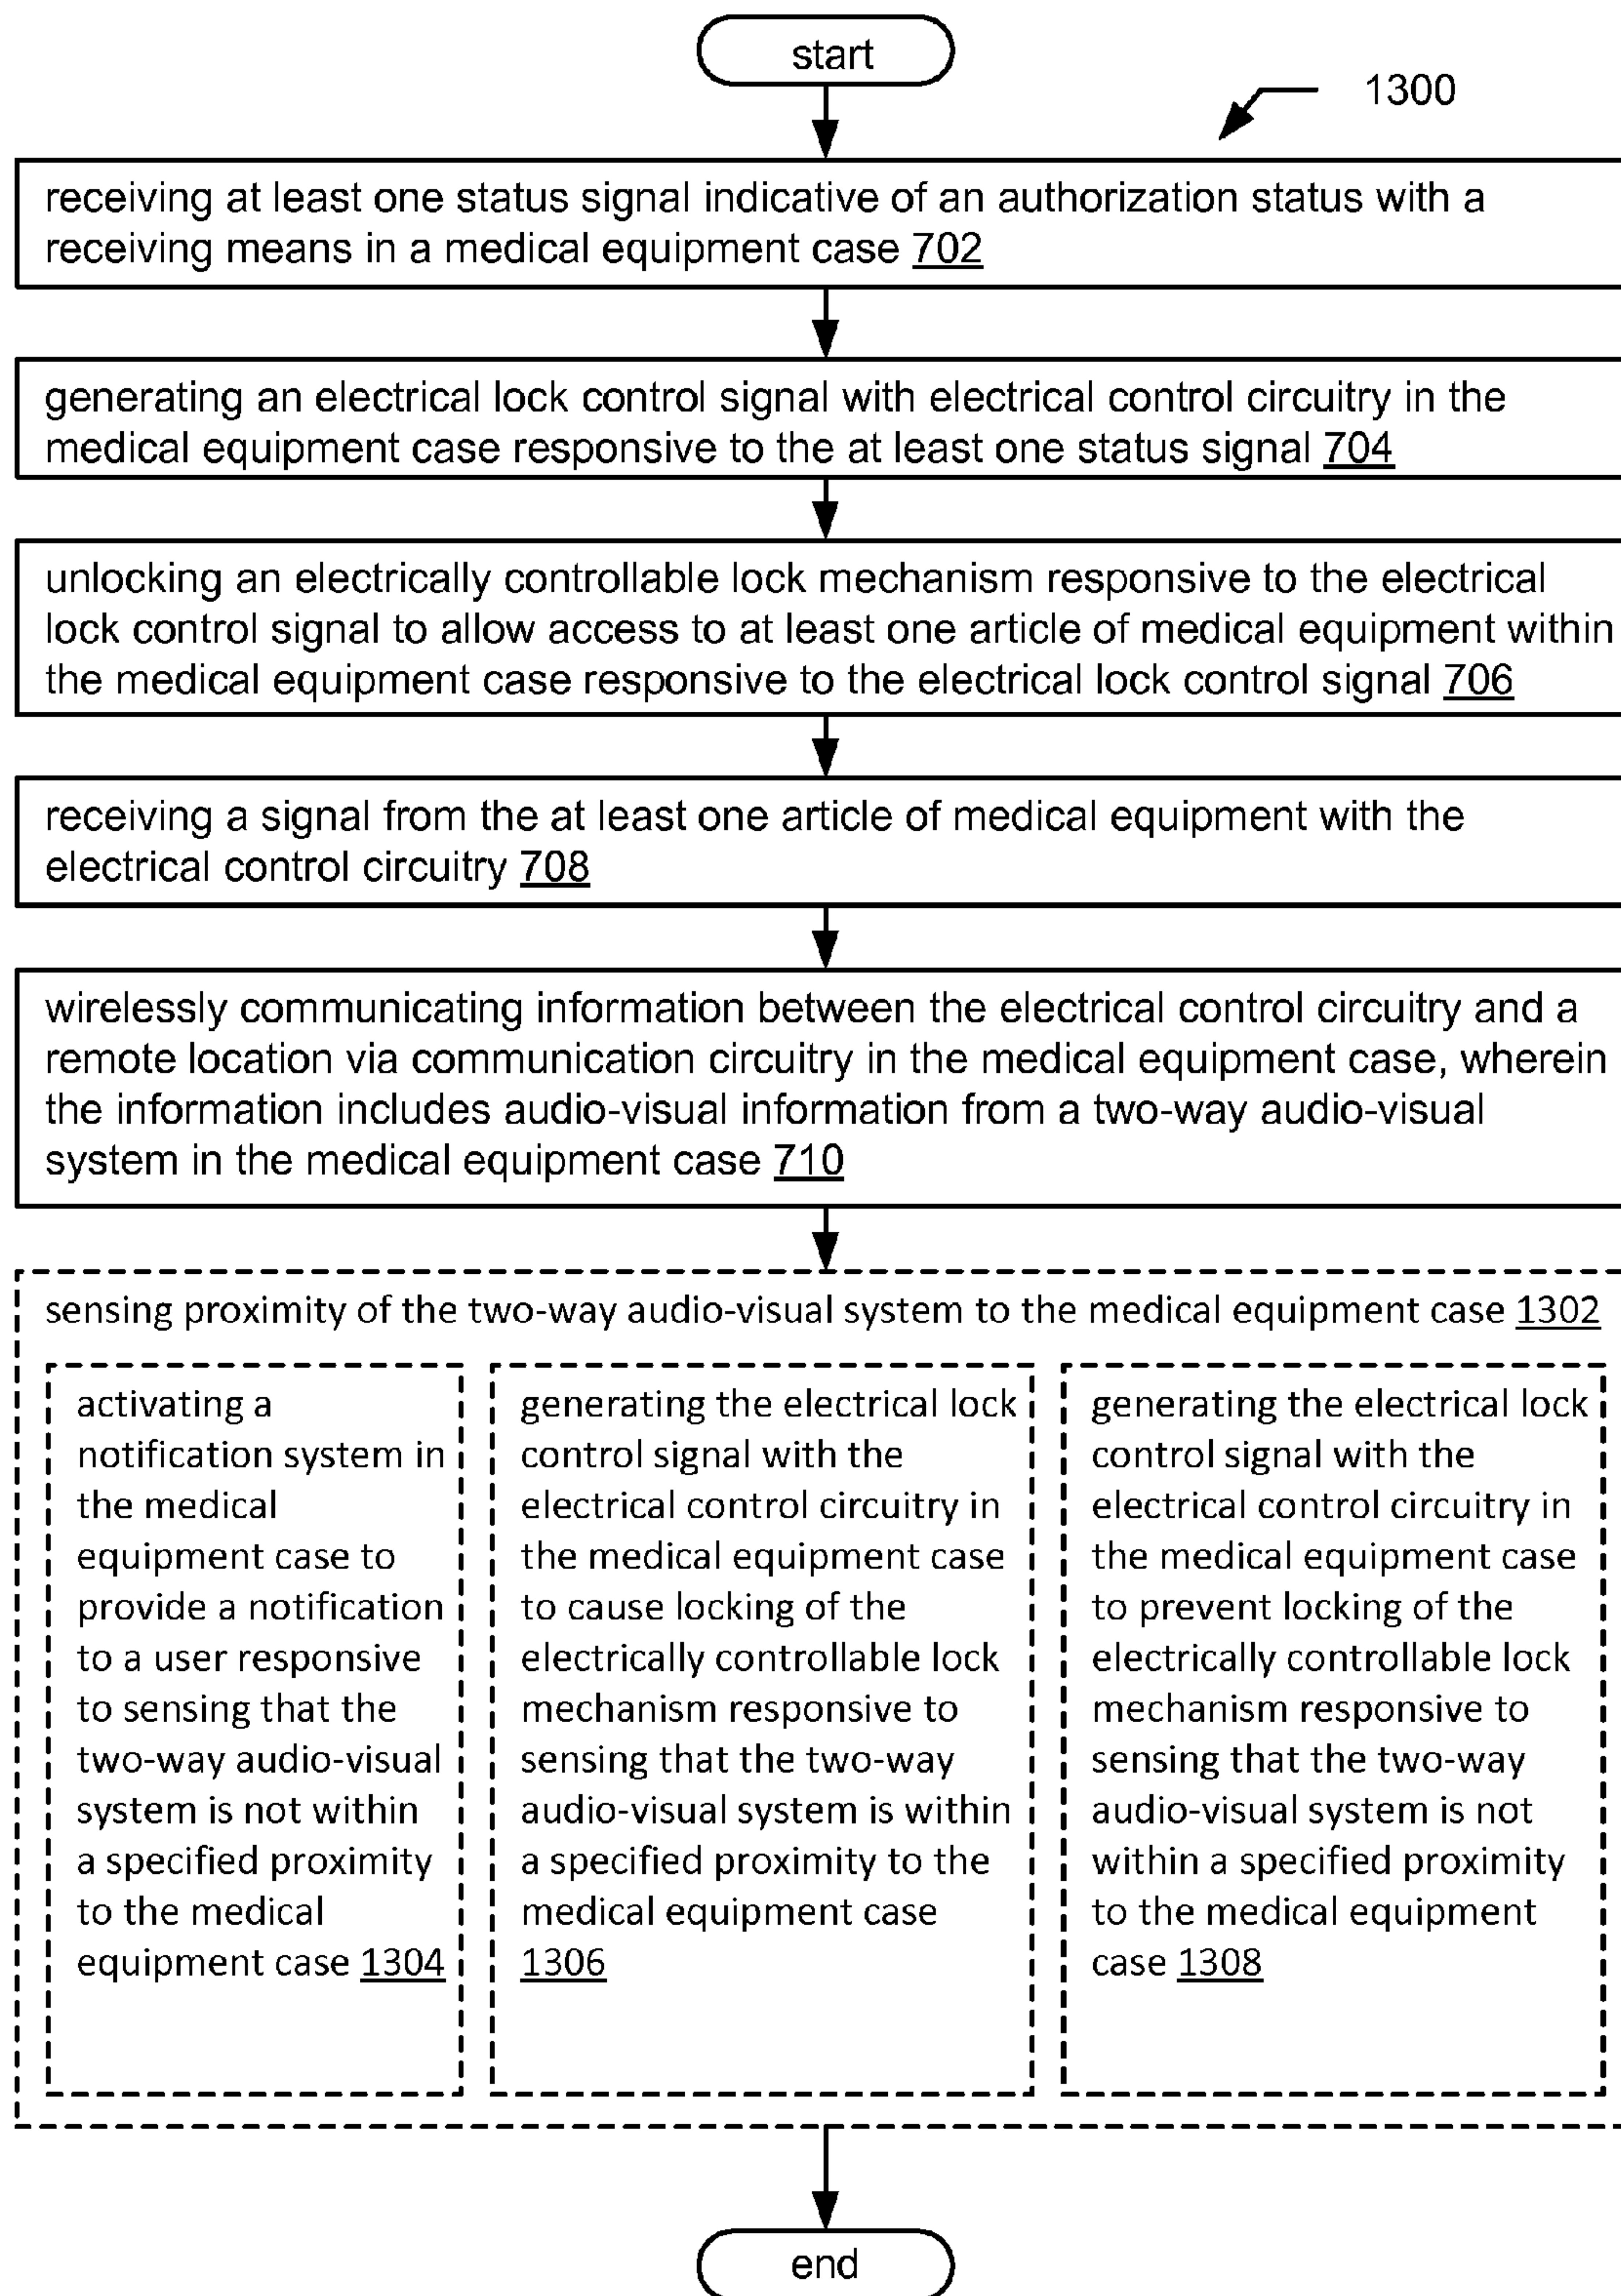 start
1300
receiving at least one status signal indicative of an authorization status with a
receiving means in a medical equipment case 702
generating an electrical lock control signal with electrical control circuitry in the
medical equipment case responsive to the at least one status signal 704
unlocking an electrically controllable lock mechanism responsive to the electrical
lock control signal to allow access to at least one article of medical equipment within
the medical equipment case responsive to the electrical lock control signal 706
receiving a signal from the at least one article of medical equipment with the
electrical control circuitry 708
wirelessly communicating information between the electrical control circuitry and a
remote location via communication circuitry in the medical equipment case, wherein
the information includes audio-visual information from a two-way audio-visual
system in the medical equipment case 710
sensing proximity of the two-way audio-visual system to the medical equipment case 1302
activating a
notification system in
the medical
equipment case to
provide a notification
to a user responsive
to sensing that the
two-way audio-visual
system is not within
a specified proximity
to the medical
equipment case 1304
generating the electrical lock
control signal with the
electrical control circuitry in
the medical equipment case
to cause locking of the
electrically controllable lock
mechanism responsive to
sensing that the two-way
audio-visual system is within
a specified proximity to the
medical equipment case
1306
generating the electrical lock
control signal with the
electrical control circuitry in
the medical equipment case
to prevent locking of the
electrically controllable lock
mechanism responsive to
sensing that the two-way
audio-visual system is not
within a specified proximity
to the medical equipment
case 1308
end